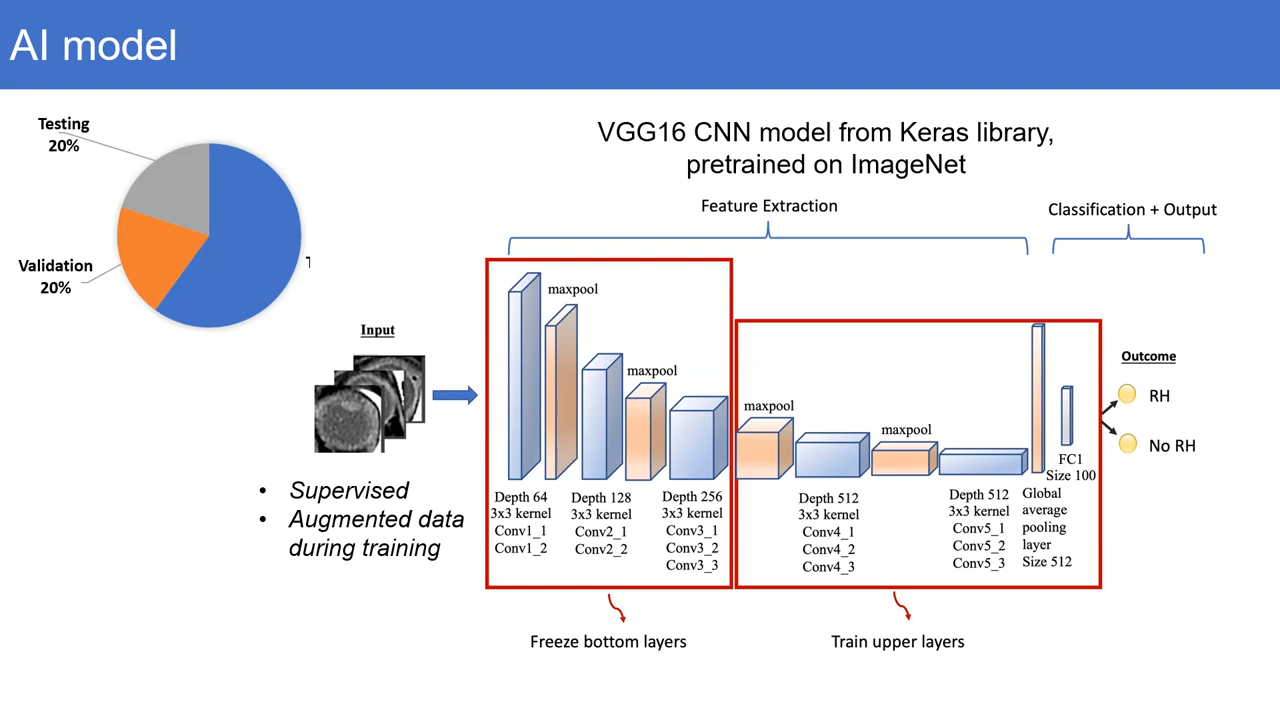 AI model
Testing
20%
Validation
20%
VGG16 CNN model from Keras library,
pretrained on ImageNet
Feature Extraction
Classification + Output
Input
maxpool
maxpool
maxpool
maxpool
Outcome
RH
No RH
• Supervised
• Augmented data
during training
Depth 64
3x3 kernel
Conv1_1
Conv1_2
Depth 128
3x3 kernel
Conv2_1
Conv2_2
Depth 256
3x3 kernel
Conv3_1
Conv3_2
Conv3_3
Depth 512
3x3 kernel
Conv4_1
Conv4_2
Conv4_3
Depth 512
3x3 kernel
Conv5_1
Conv5_2
Conv5_3
FC1
Size 100
Global
average
pooling
layer
Size 512
Freeze bottom layers
Train upper layers